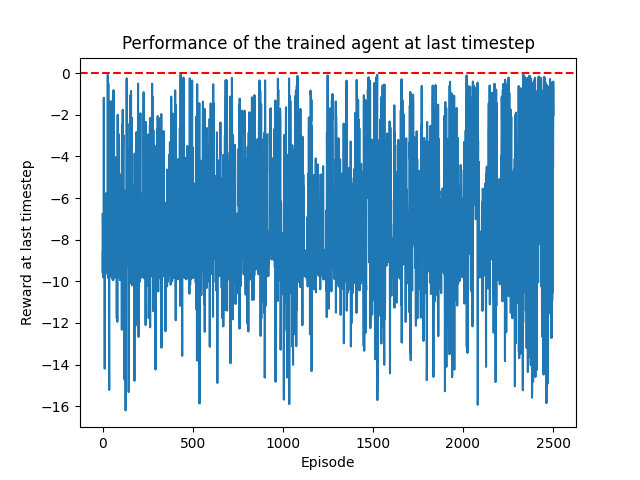 Performance of the trained agent at last timestep
Reward at last timestep
0
−2
−4
−6
−8
−10
−12
−14
−16
0 500 1000 1500 2000 2500
Episode